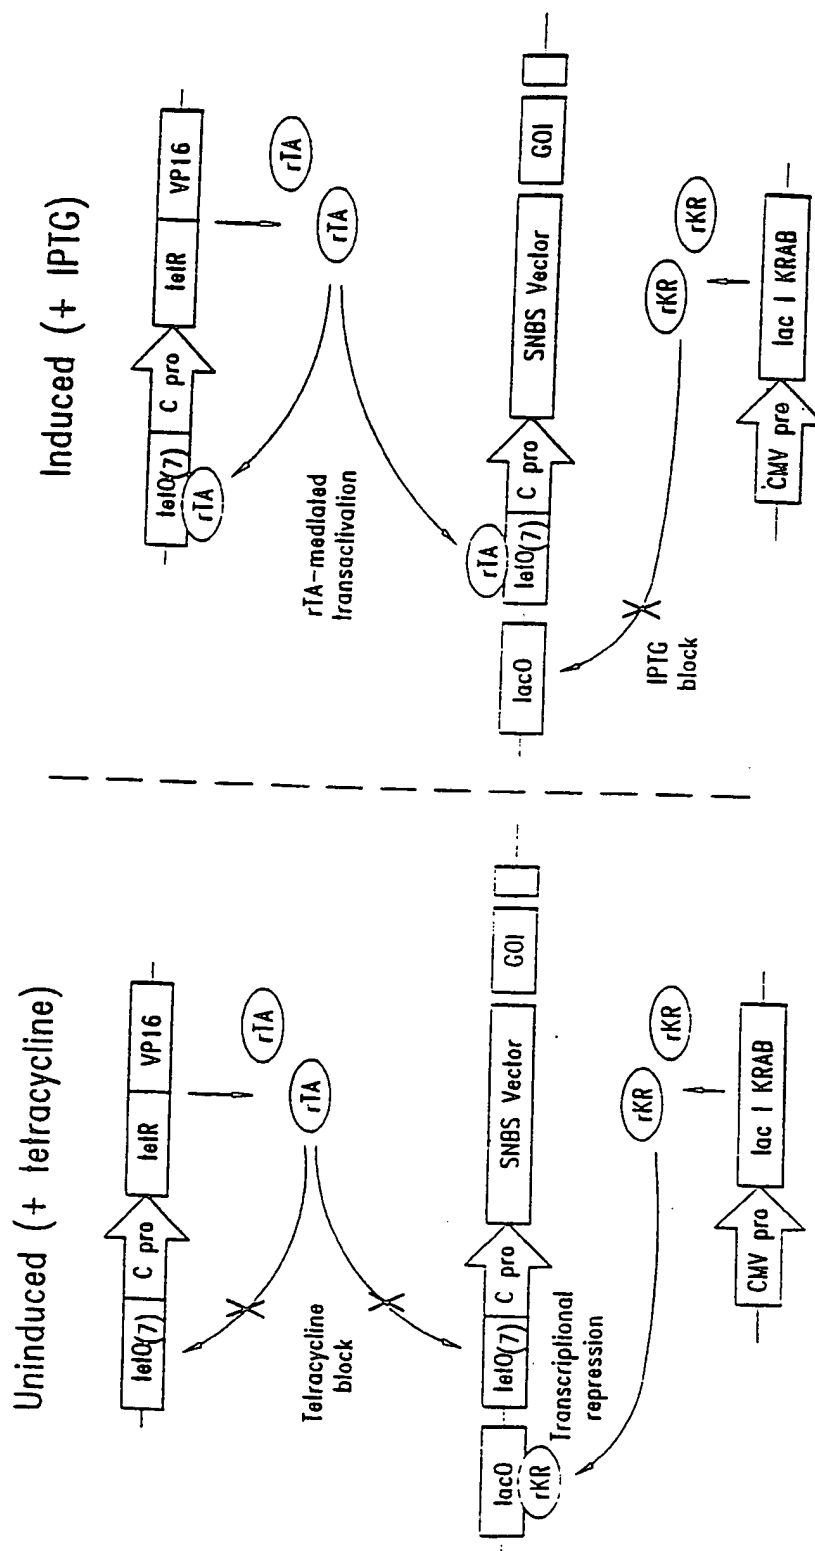 Uninduced (+ tetracycline)
tetO(7)
C pro
tetR
VP16
rTA
rTA
Tetracycline
block
lacO
rKR
tetO(7)
C pro
SNBS Vector
GOI
Transcriptional
repression
rKR
rKR
CMV pro
lac I KRAB
Induced (+ IPTG)
tetO(7)
rTA
C pro
tetR
VP16
rTA
rTA
rTA-mediated
transactivation
lacO
rTA
tetO(7)
C pro
SNBS Vector
GOI
IPTG
block
rKR
rKR
CMV pre
lac I KRAB